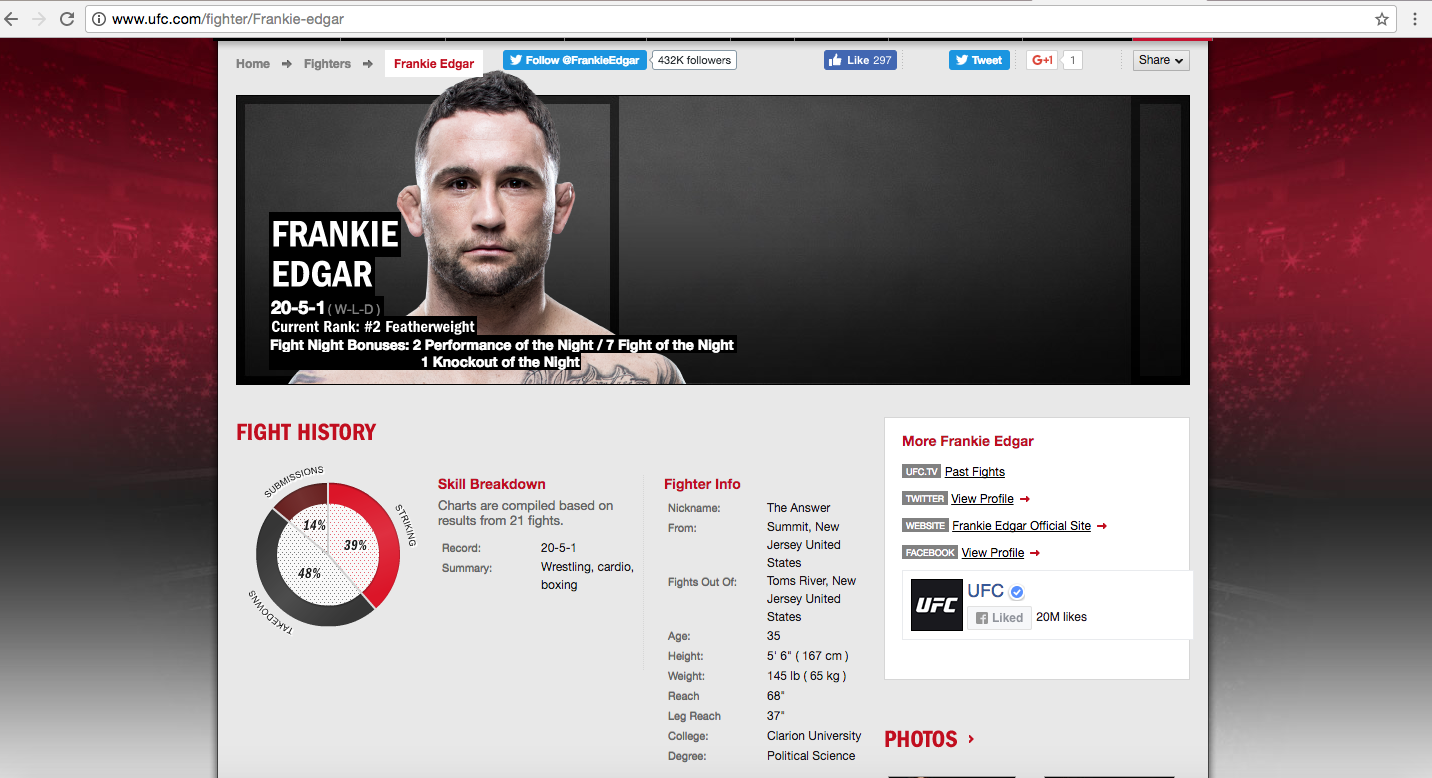 www.ufc.com/fighter/Frankie-edgar
Home → Fighters → Frankie Edgar
Follow @FrankieEdgar 432K followers
Like 297
Tweet
G+1 1
Share
FRANKIE
EDGAR
20-5-1 ( W-L-D )
Current Rank: #2 Featherweight
Fight Night Bonuses: 2 Performance of the Night / 7 Fight of the Night
1 Knockout of the Night
FIGHT HISTORY
SUBMISSIONS
STRIKING
TAKEDOWNS
14%
39%
48%
Skill Breakdown
Charts are compiled based on
results from 21 fights.
Record: 20-5-1
Summary: Wrestling, cardio,
boxing
Fighter Info
Nickname: The Answer
From: Summit, New
Jersey United
States
Fights Out Of: Toms River, New
Jersey United
States
Age: 35
Height: 5' 6" ( 167 cm )
Weight: 145 lb ( 65 kg )
Reach 68"
Leg Reach 37"
College: Clarion University
Degree: Political Science
More Frankie Edgar
UFC.TV Past Fights
TWITTER View Profile →
WEBSITE Frankie Edgar Official Site →
FACEBOOK View Profile →
UFC
UFC
Liked 20M likes
PHOTOS ›